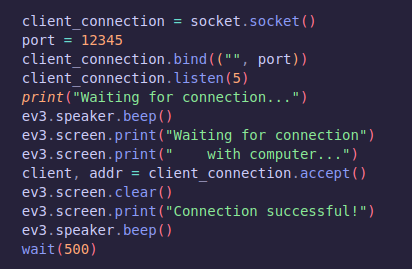 client_connection = socket.socket()
port = 12345
client_connection.bind(("", port))
client_connection.listen(5)
print("Waiting for connection...")
ev3.speaker.beep()
ev3.screen.print("Waiting for connection")
ev3.screen.print("    with computer...")
client, addr = client_connection.accept()
ev3.screen.clear()
ev3.screen.print("Connection successful!")
ev3.speaker.beep()
wait(500)